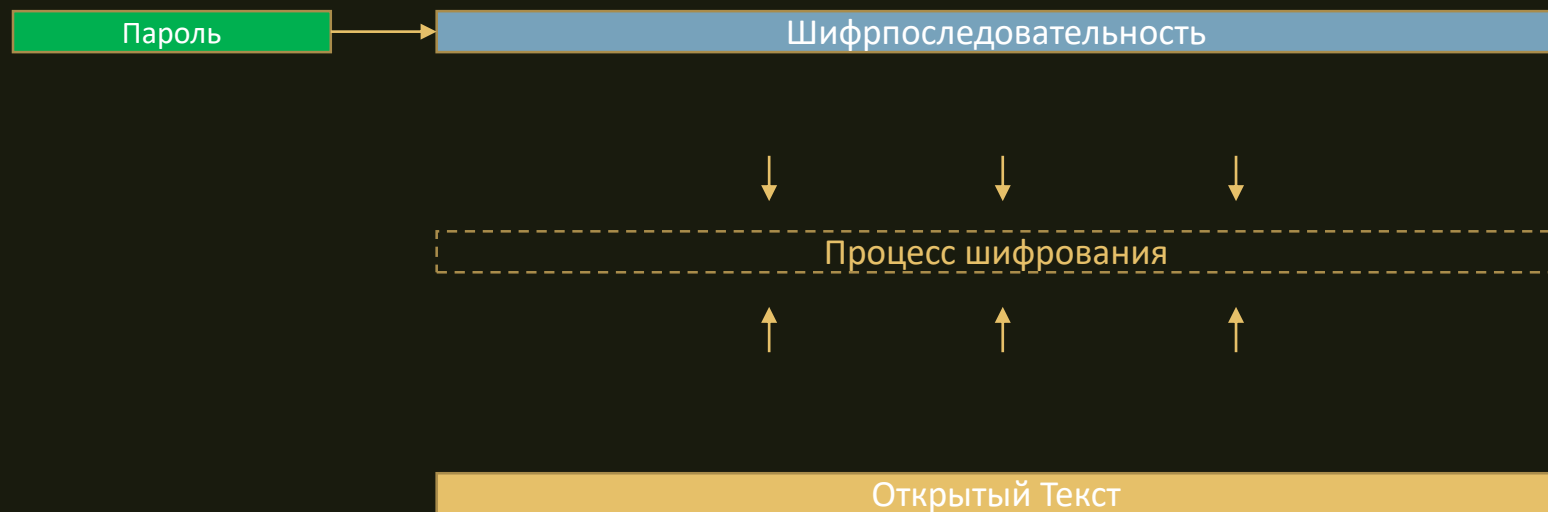 Пароль
Шифрпоследовательность
Процесс шифрования
Открытый Текст